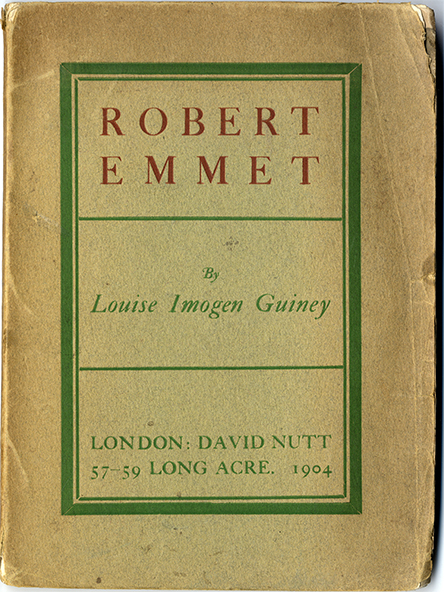 ROBERT
EMMET
By
Louise Imogen Guiney
LONDON: DAVID NUTT
57–59 LONG ACRE. 1904